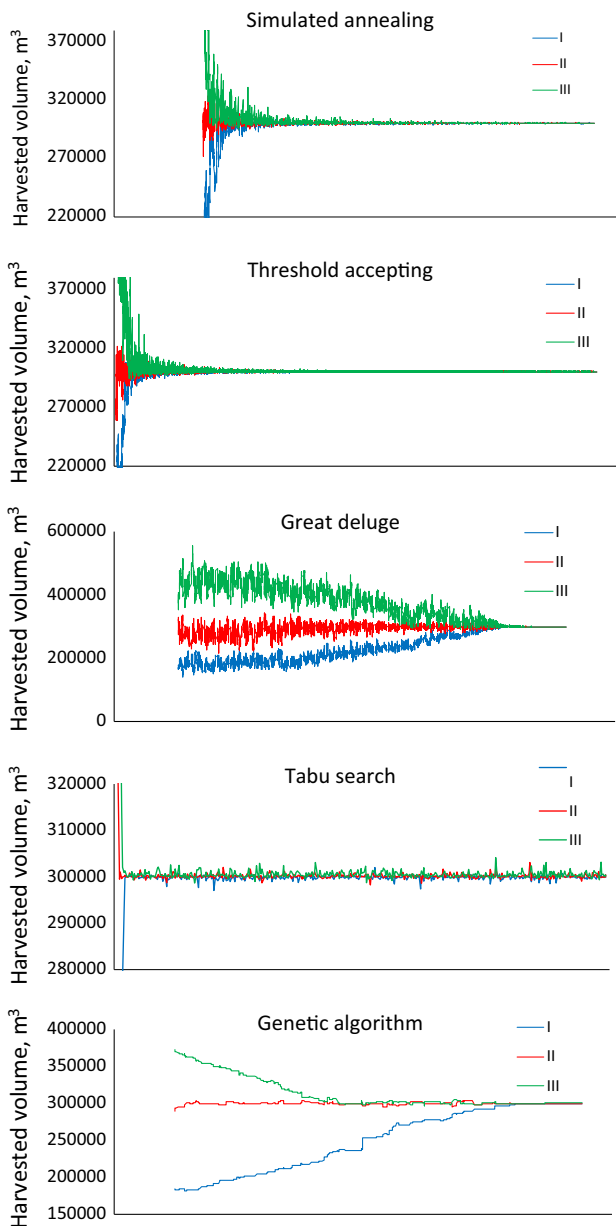 Simulated annealing
Harvested volume, m³
370000
320000
270000
220000
I
II
III
Threshold accepting
Harvested volume, m³
370000
320000
270000
220000
I
II
III
Great deluge
Harvested volume, m³
600000
400000
200000
0
I
II
III
Tabu search
Harvested volume, m³
320000
310000
300000
290000
280000
I
II
III
Genetic algorithm
Harvested volume, m³
400000
350000
300000
250000
200000
150000
I
II
III